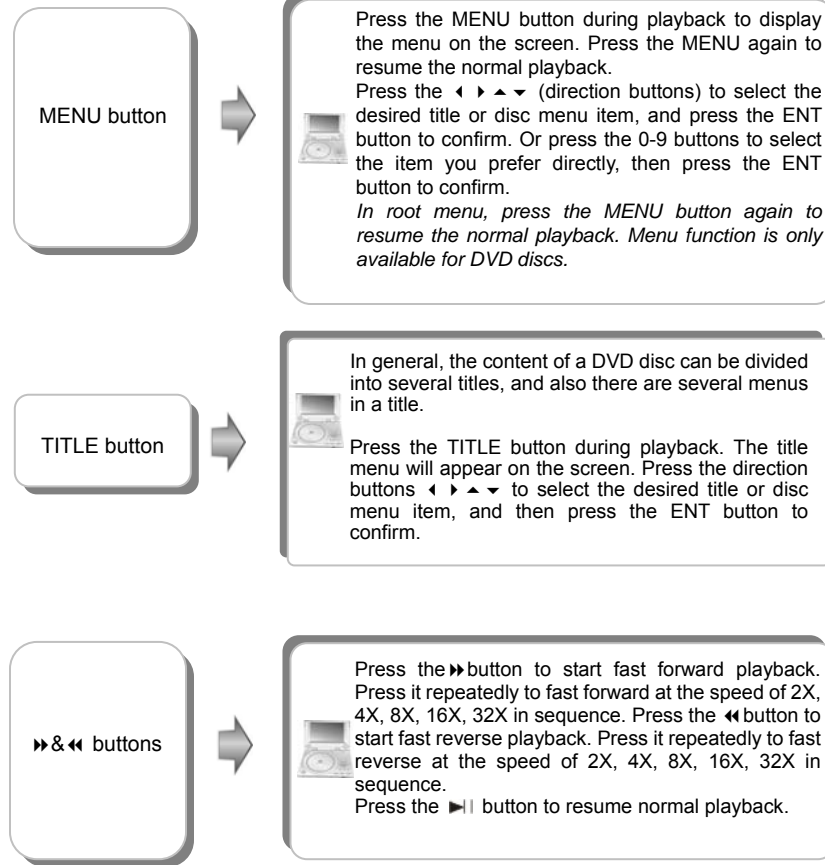 MENU button
Press the MENU button during playback to display
the menu on the screen. Press the MENU again to
resume the normal playback.
Press the ◂ ▸ ▴ ▾ (direction buttons) to select the
desired title or disc menu item, and press the ENT
button to confirm. Or press the 0-9 buttons to select
the item you prefer directly, then press the ENT
button to confirm.
In root menu, press the MENU button again to
resume the normal playback. Menu function is only
available for DVD discs.
TITLE button
In general, the content of a DVD disc can be divided
into several titles, and also there are several menus
in a title.
Press the TITLE button during playback. The title
menu will appear on the screen. Press the direction
buttons ◂ ▸ ▴ ▾ to select the desired title or disc
menu item, and then press the ENT button to
confirm.
▸▸&◂◂ buttons
Press the ▸▸ button to start fast forward playback.
Press it repeatedly to fast forward at the speed of 2X,
4X, 8X, 16X, 32X in sequence. Press the ◂◂ button to
start fast reverse playback. Press it repeatedly to fast
reverse at the speed of 2X, 4X, 8X, 16X, 32X in
sequence.
Press the ►|| button to resume normal playback.